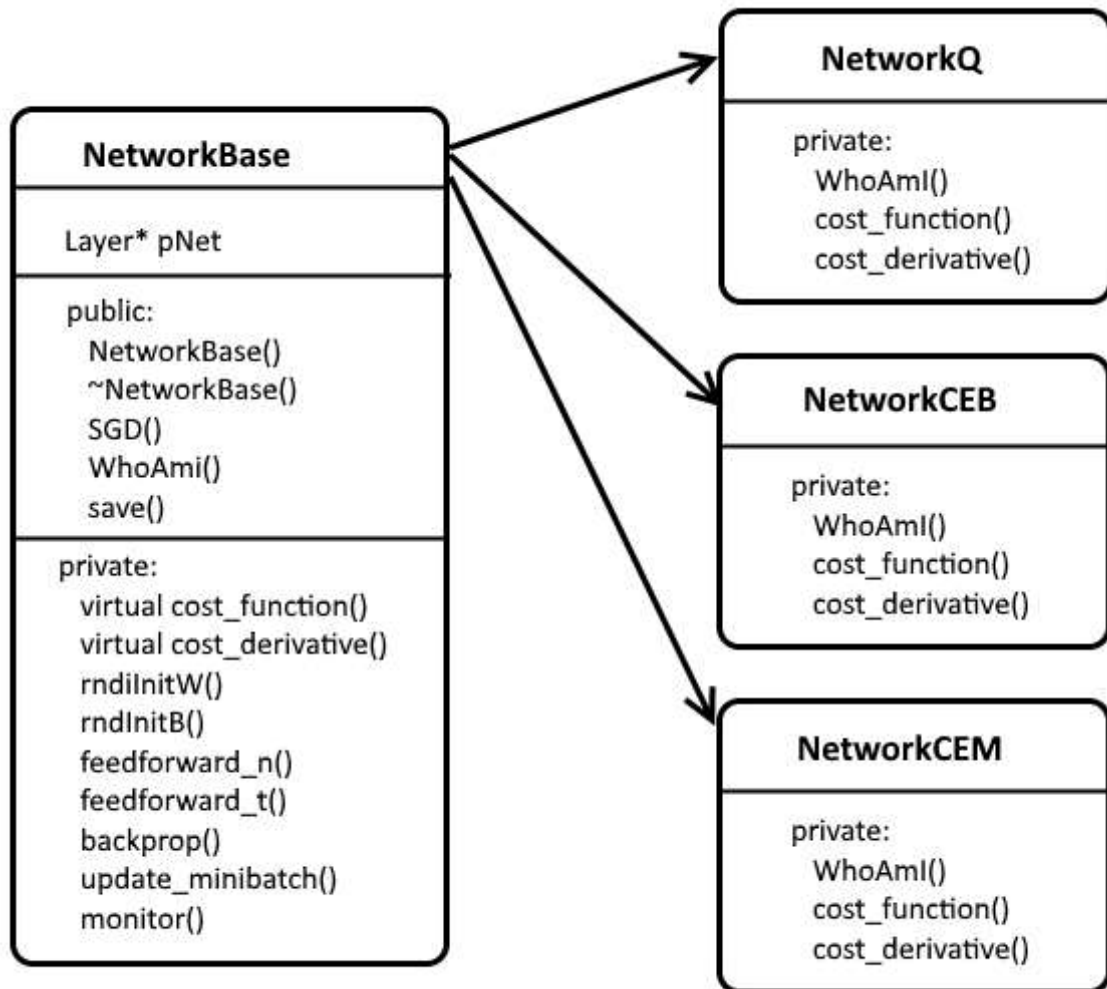 NetworkBase
Layer* pNet
public:
NetworkBase()
~NetworkBase()
SGD()
WhoAmi()
save()
private:
virtual cost_function()
virtual cost_derivative()
rndiInitW()
rndInitB()
feedforward_n()
feedforward_t()
backprop()
update_minibatch()
monitor()
NetworkQ
private:
WhoAmI()
cost_function()
cost_derivative()
NetworkCEB
private:
WhoAmI()
cost_function()
cost_derivative()
NetworkCEM
private:
WhoAmI()
cost_function()
cost_derivative()